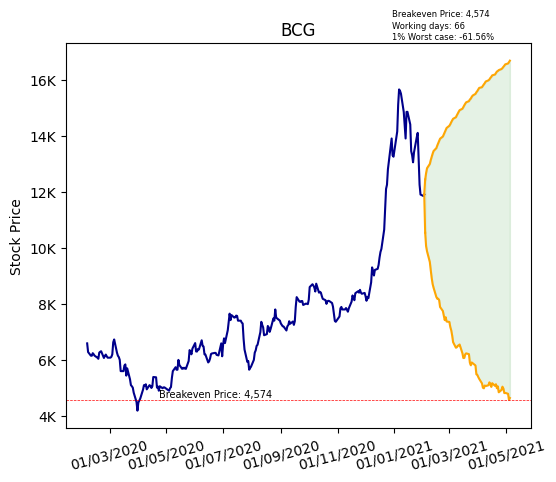 Breakeven Price: 4,574
Working days: 66
1% Worst case: -61.56%
BCG
Stock Price
16K
14K
12K
10K
8K
6K
4K
Breakeven Price: 4,574
01/03/2020
01/05/2020
01/07/2020
01/09/2020
01/11/2020
01/01/2021
01/03/2021
01/05/2021